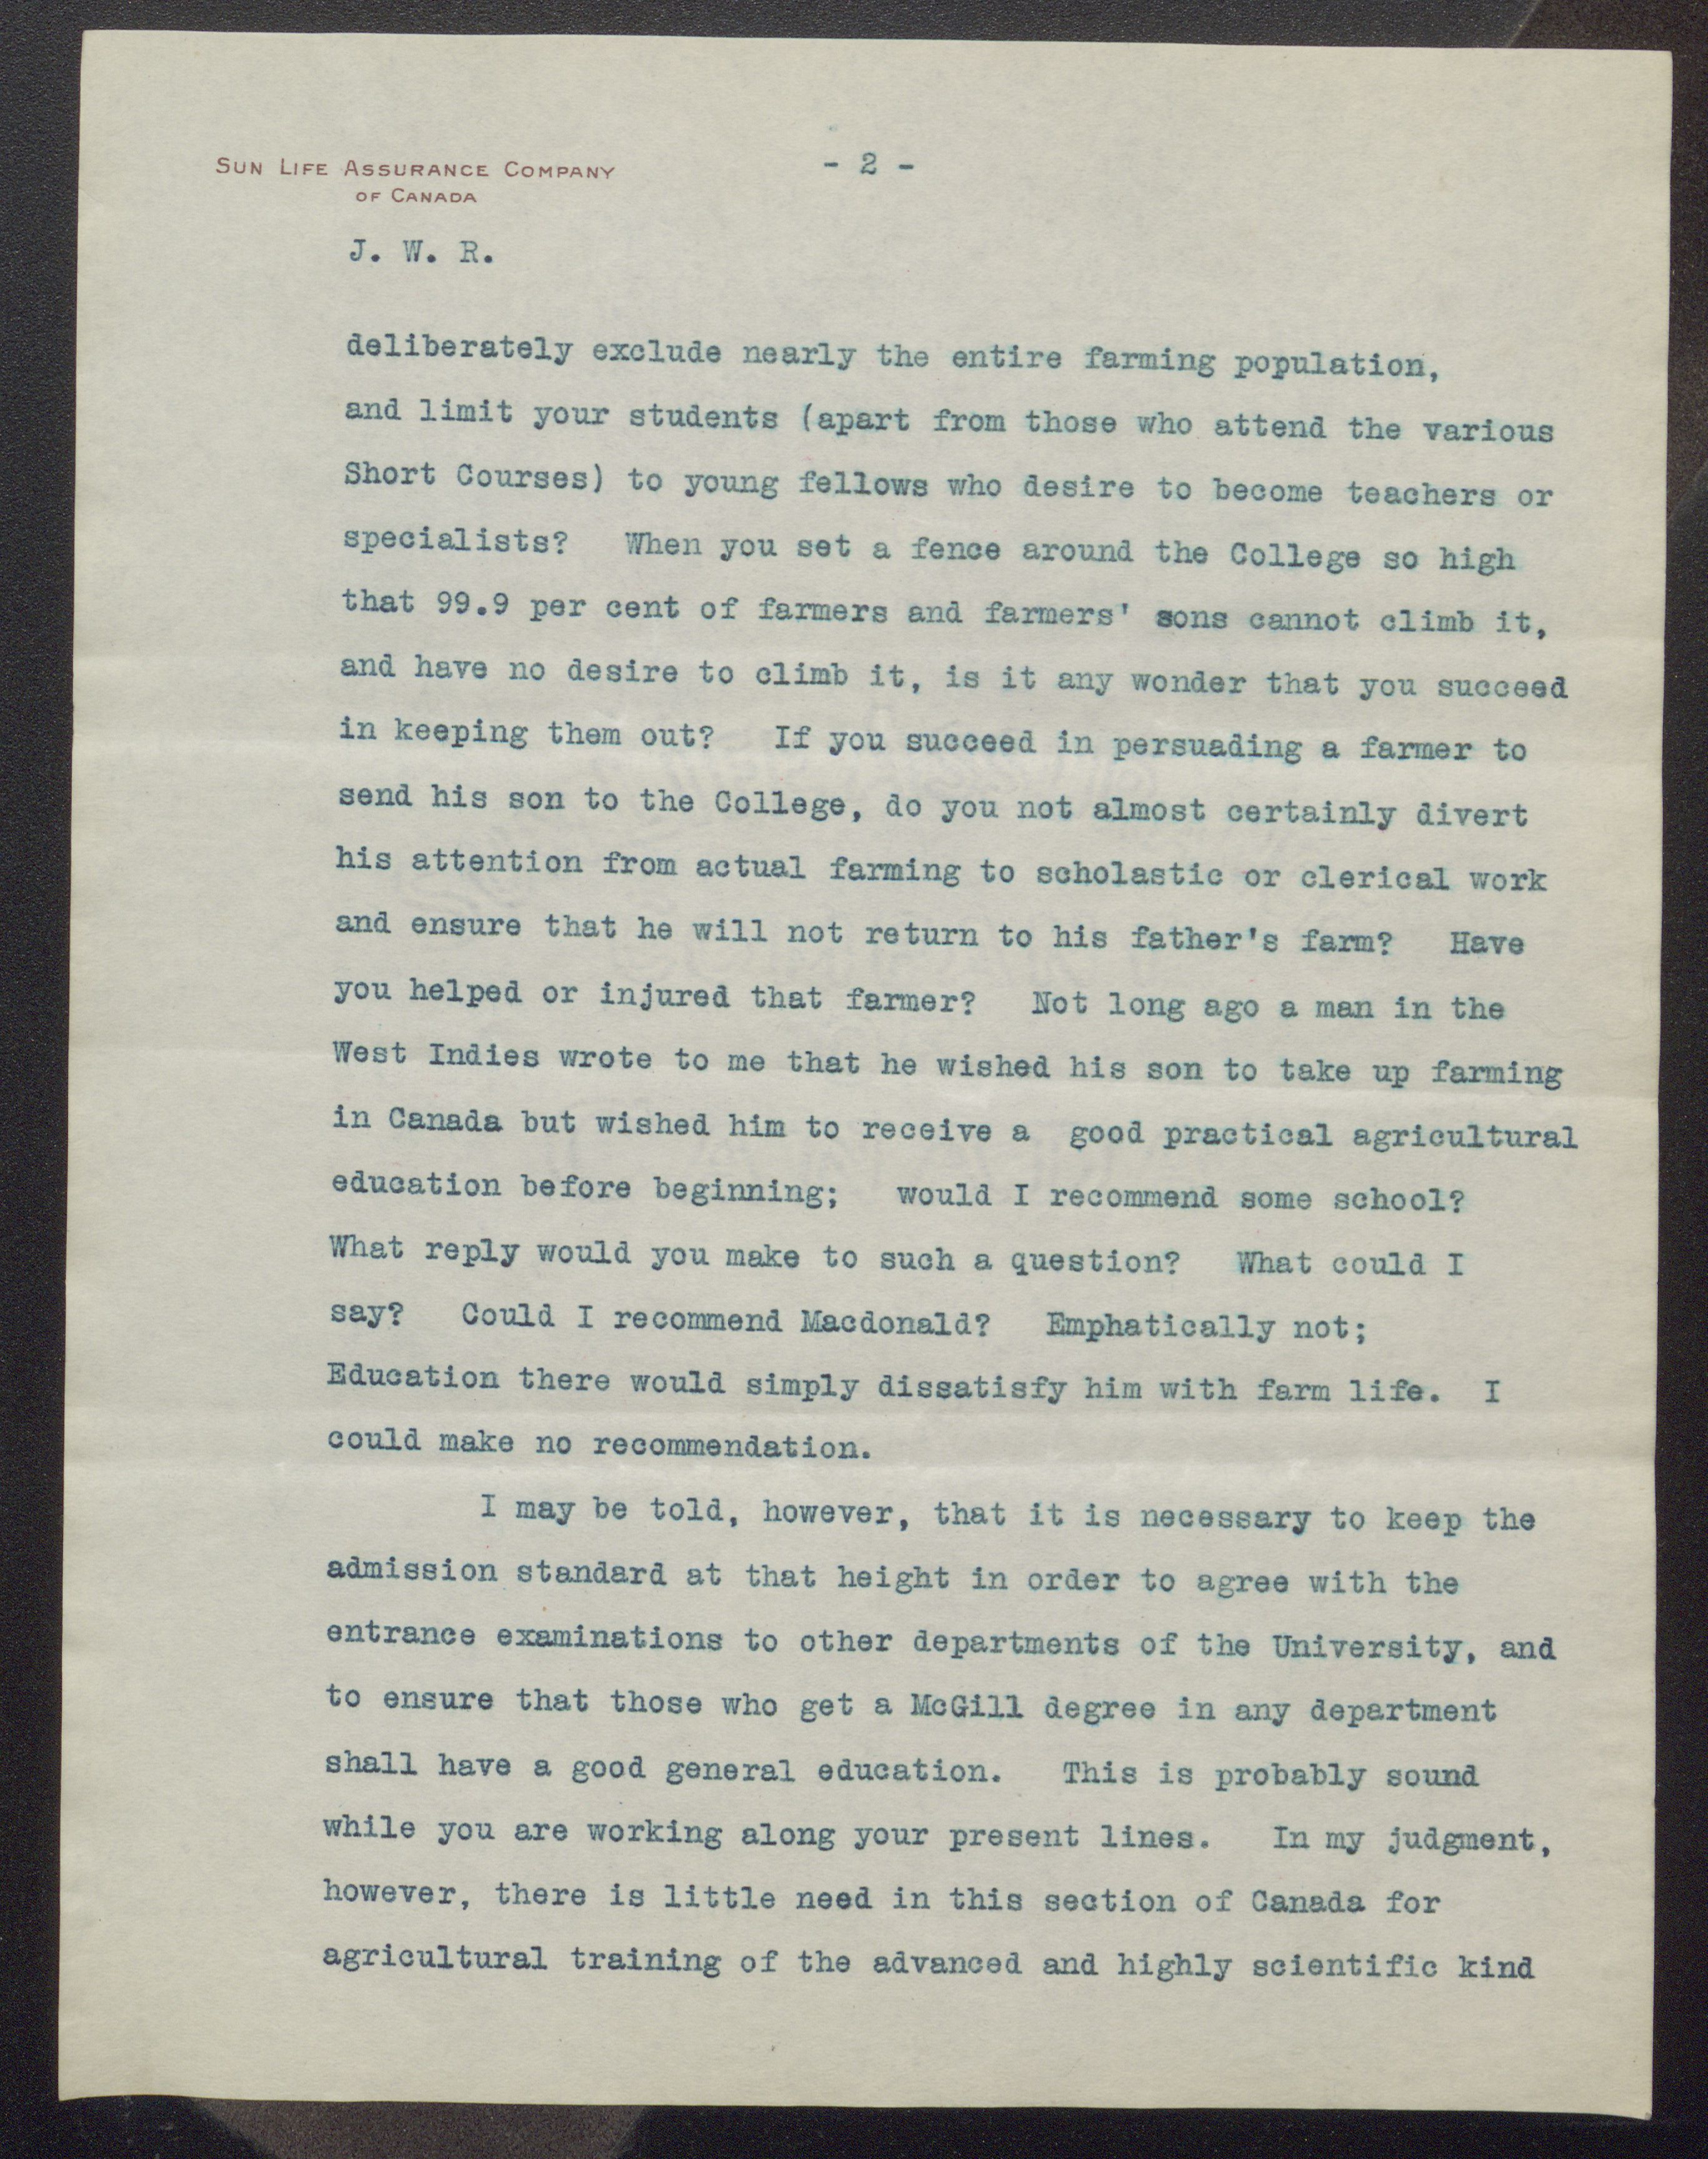 SUN LIFE ASSURANCE COMPANY
OF CANADA
- 2 -
J. W. R.
deliberately exclude nearly the entire farming population,
and limit your students (apart from those who attend the various
Short Courses) to young fellows who desire to become teachers or
specialists? When you set a fence around the College so high
that 99.9 per cent of farmers and farmers' sons cannot climb it,
and have no desire to climb it, is it any wonder that you succeed
in keeping them out? If you succeed in persuading a farmer to
send his son to the College, do you not almost certainly divert
his attention from actual farming to scholastic or clerical work
and ensure that he will not return to his father's farm? Have
you helped or injured that farmer? Not long ago a man in the
West Indies wrote to me that he wished his son to take up farming
in Canada but wished him to receive a good practical agricultural
education before beginning; would I recommend some school?
What reply would you make to such a question? What could I
say? Could I recommend Macdonald? Emphatically not;
Education there would simply dissatisfy him with farm life. I
could make no recommendation.
I may be told, however, that it is necessary to keep the
admission standard at that height in order to agree with the
entrance examinations to other departments of the University, and
to ensure that those who get a McGill degree in any department
shall have a good general education. This is probably sound
while you are working along your present lines. In my judgment,
however, there is little need in this section of Canada for
agricultural training of the advanced and highly scientific kind